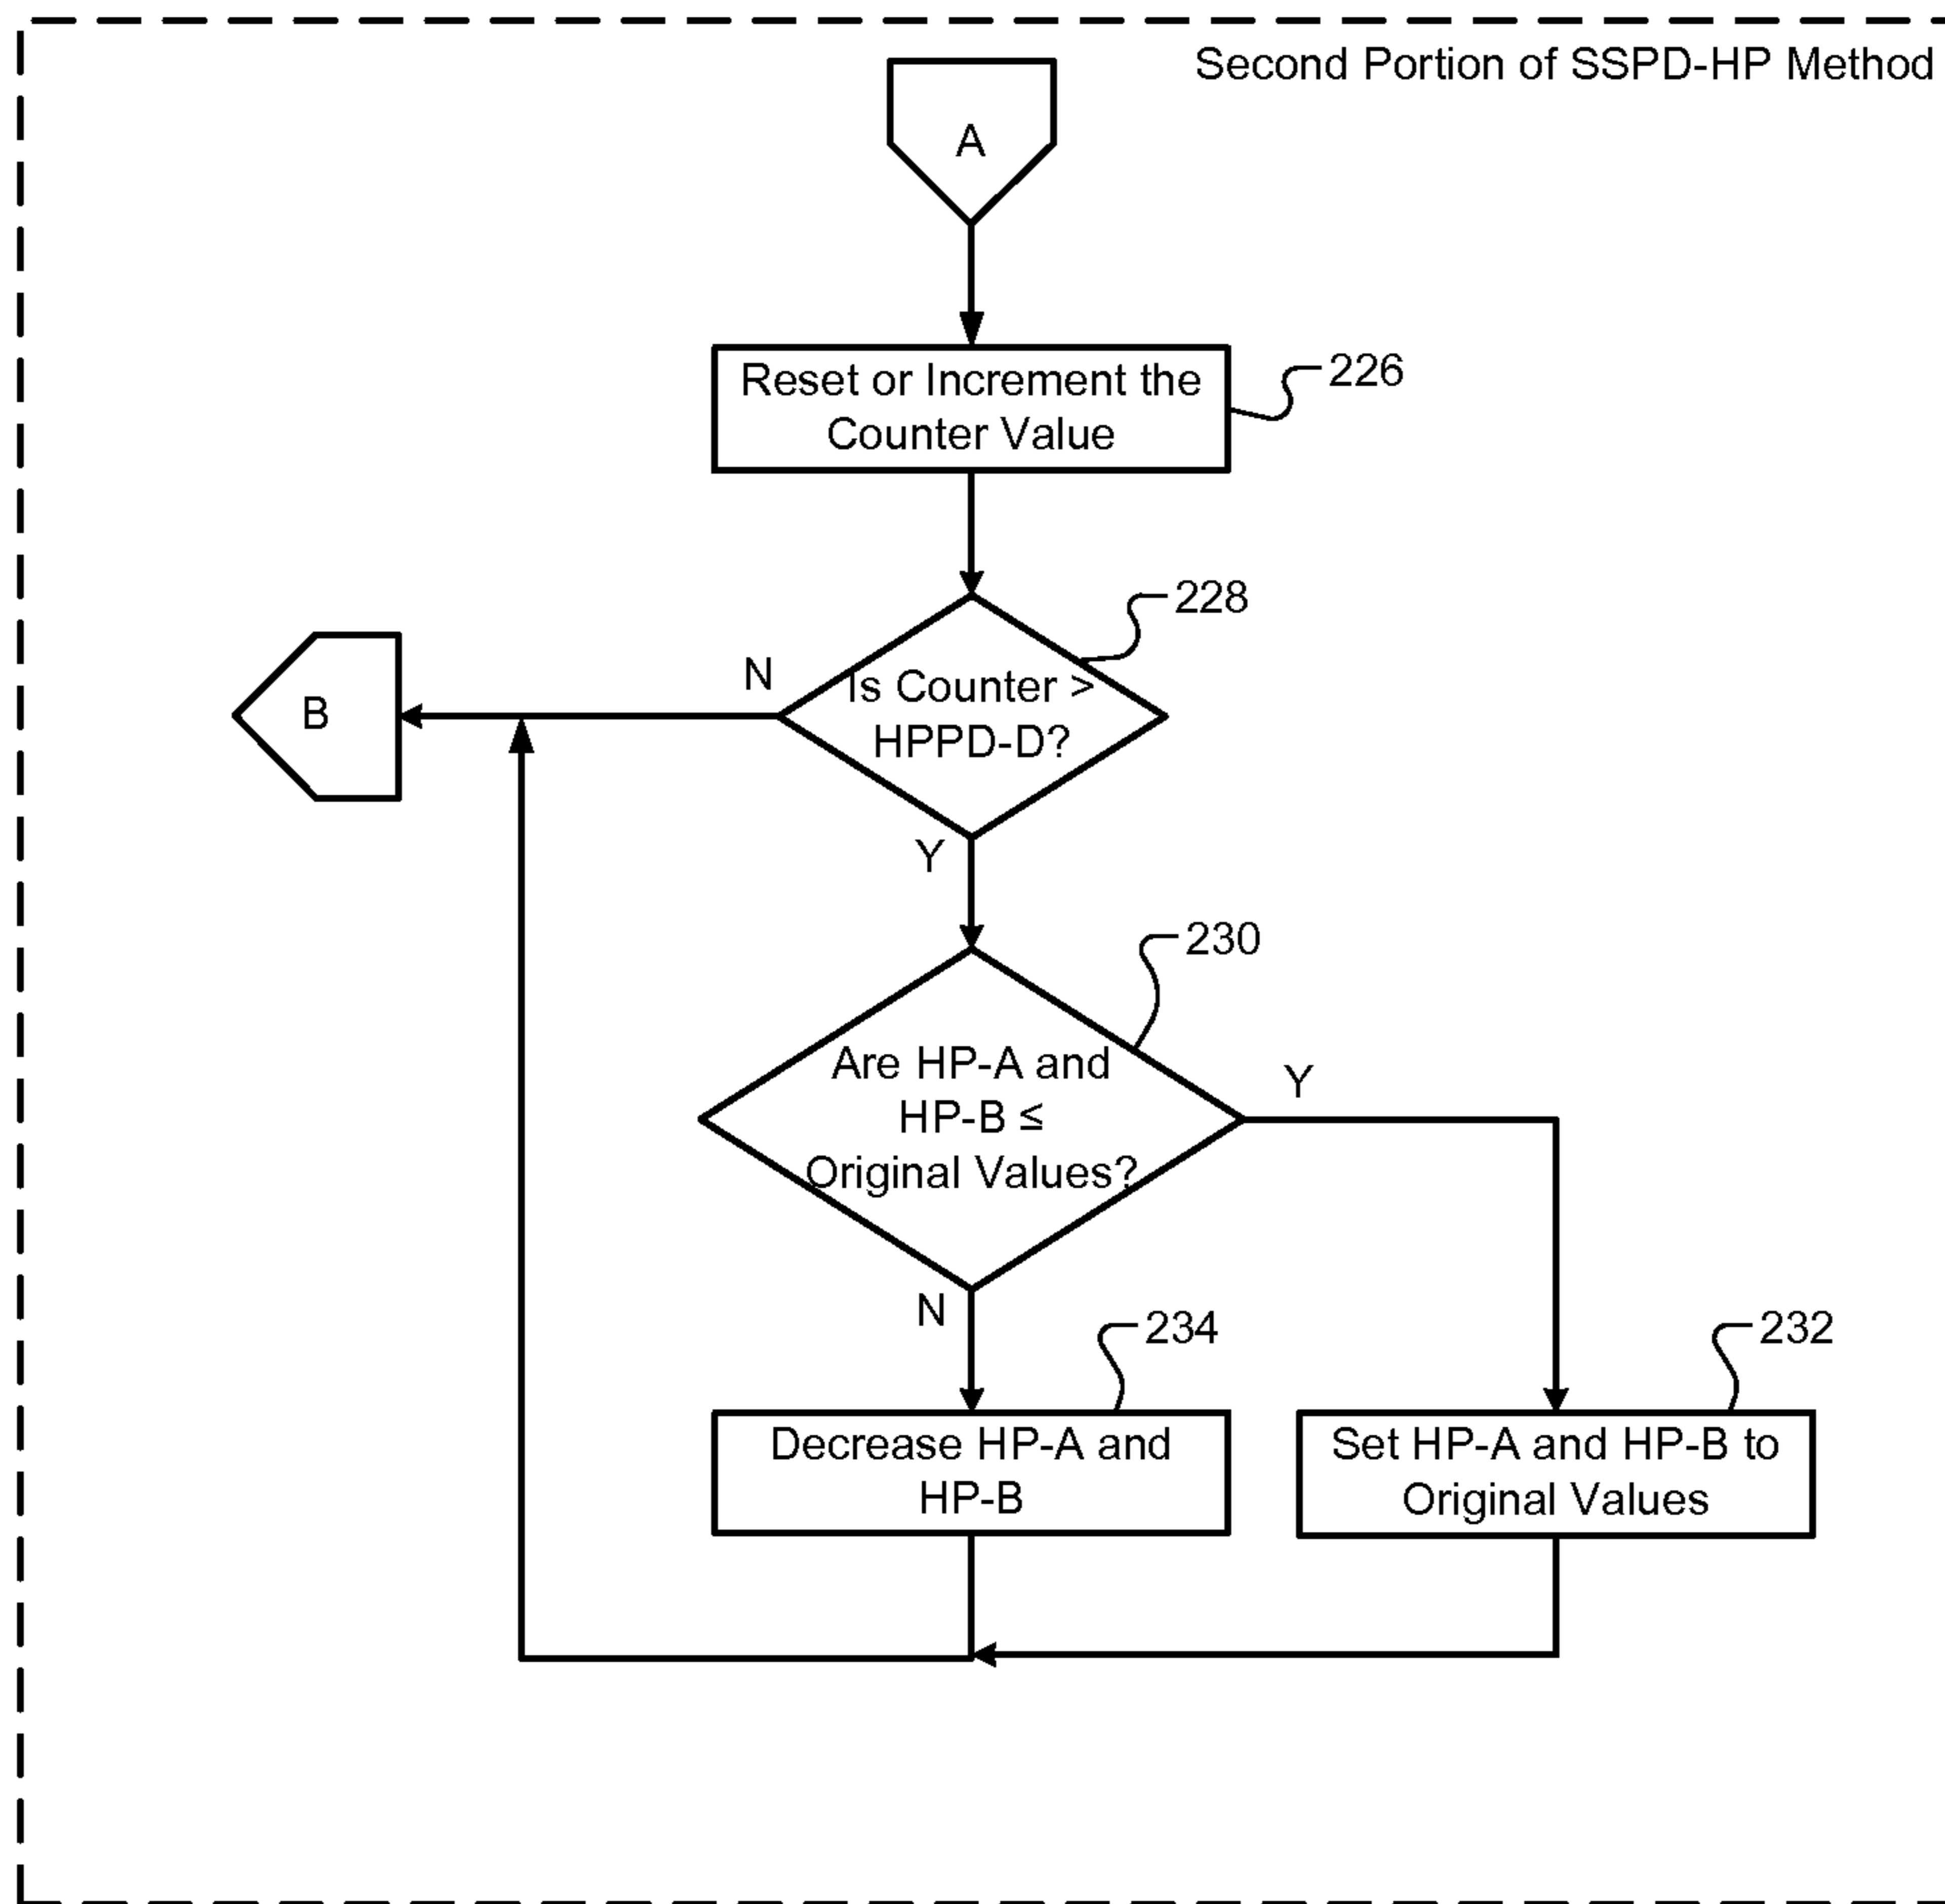 Second Portion of SSPD-HP Method
A
Reset or Increment the
Counter Value
226
228
N
Is Counter >
HPPD-D?
B
Y
230
Are HP-A and
HP-B ≤
Original Values?
Y
N
234
232
Decrease HP-A and
HP-B
Set HP-A and HP-B to
Original Values